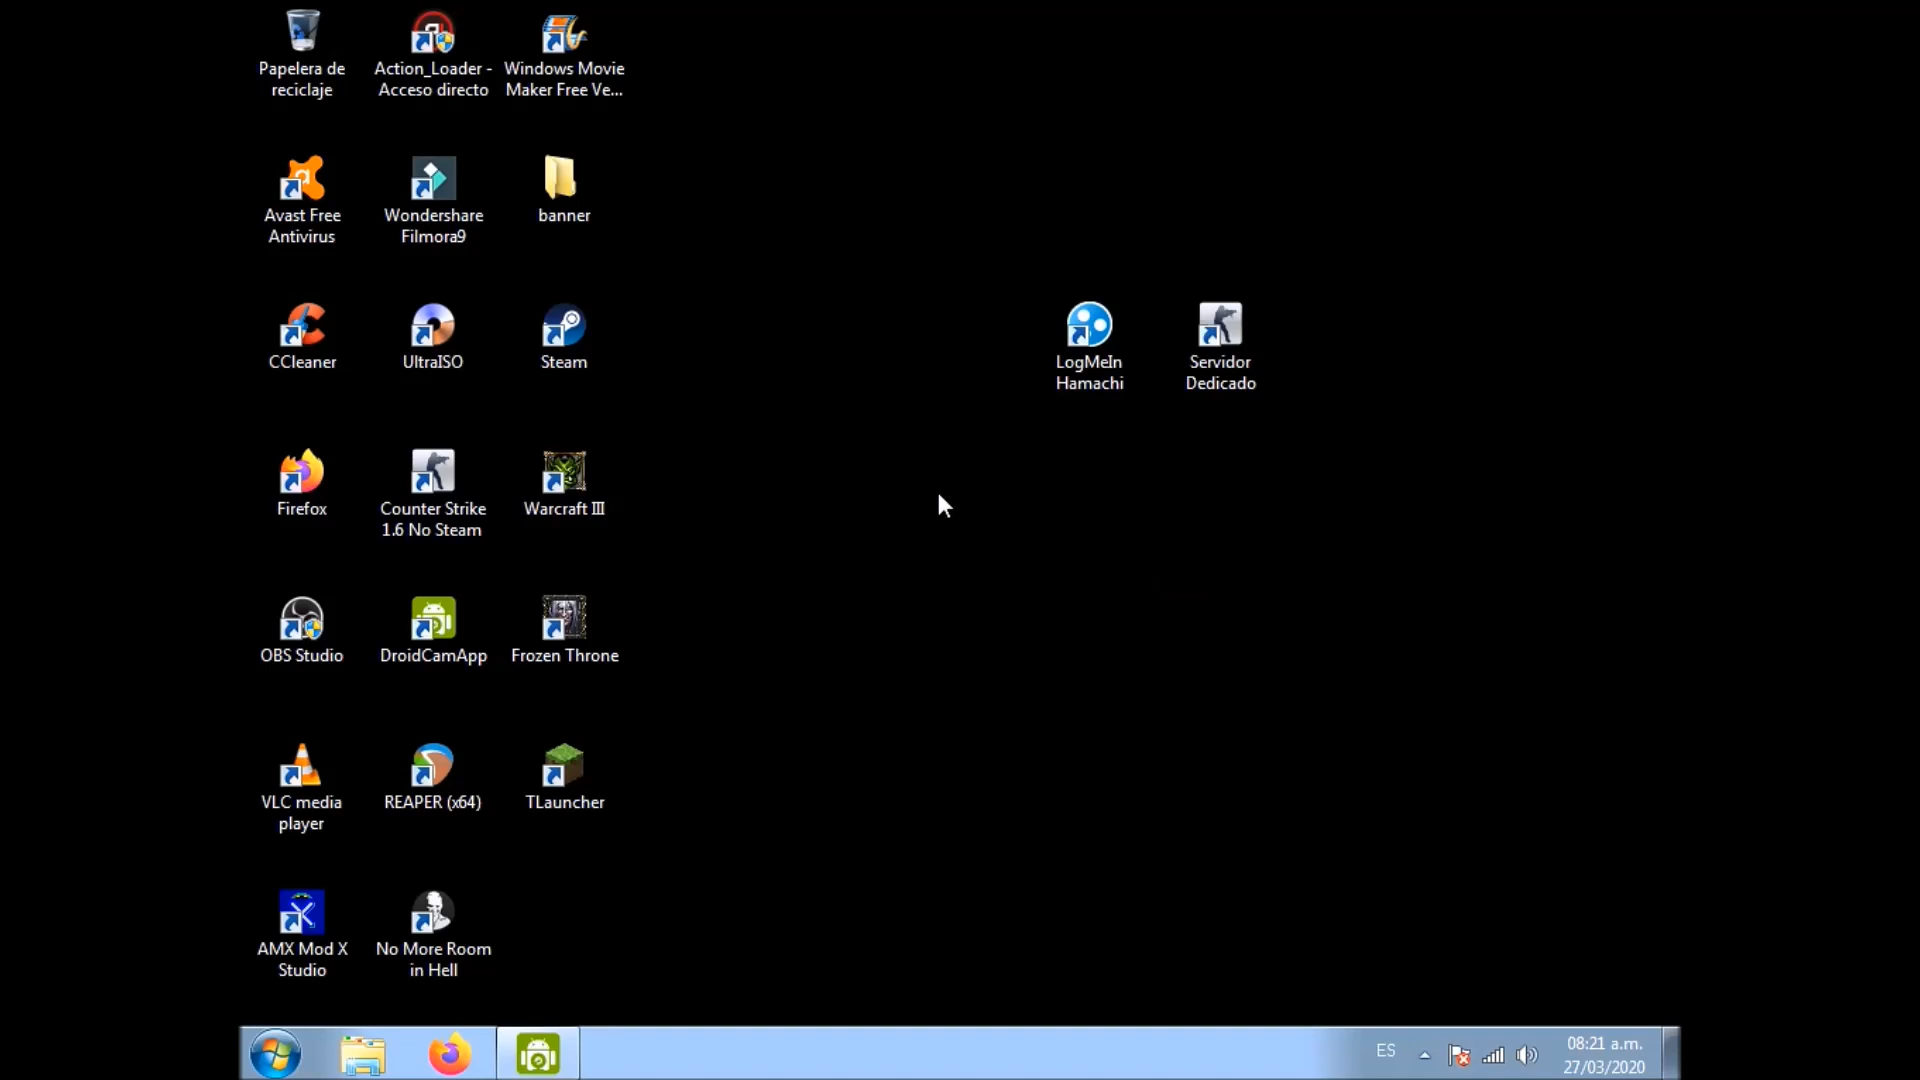 Papelera de
reciclaje
Action_Loader -
Acceso directo
Windows Movie
Maker Free Ve...
Avast Free
Antivirus
Wondershare
Filmora9
banner
CCleaner
UltraISO
Steam
LogMeIn
Hamachi
Servidor
Dedicado
Firefox
Counter Strike
1.6 No Steam
Warcraft III
OBS Studio
DroidCamApp
Frozen Throne
VLC media
player
REAPER (x64)
TLauncher
AMX Mod X
Studio
No More Room
in Hell
ES
08:21 a.m.
27/03/2020